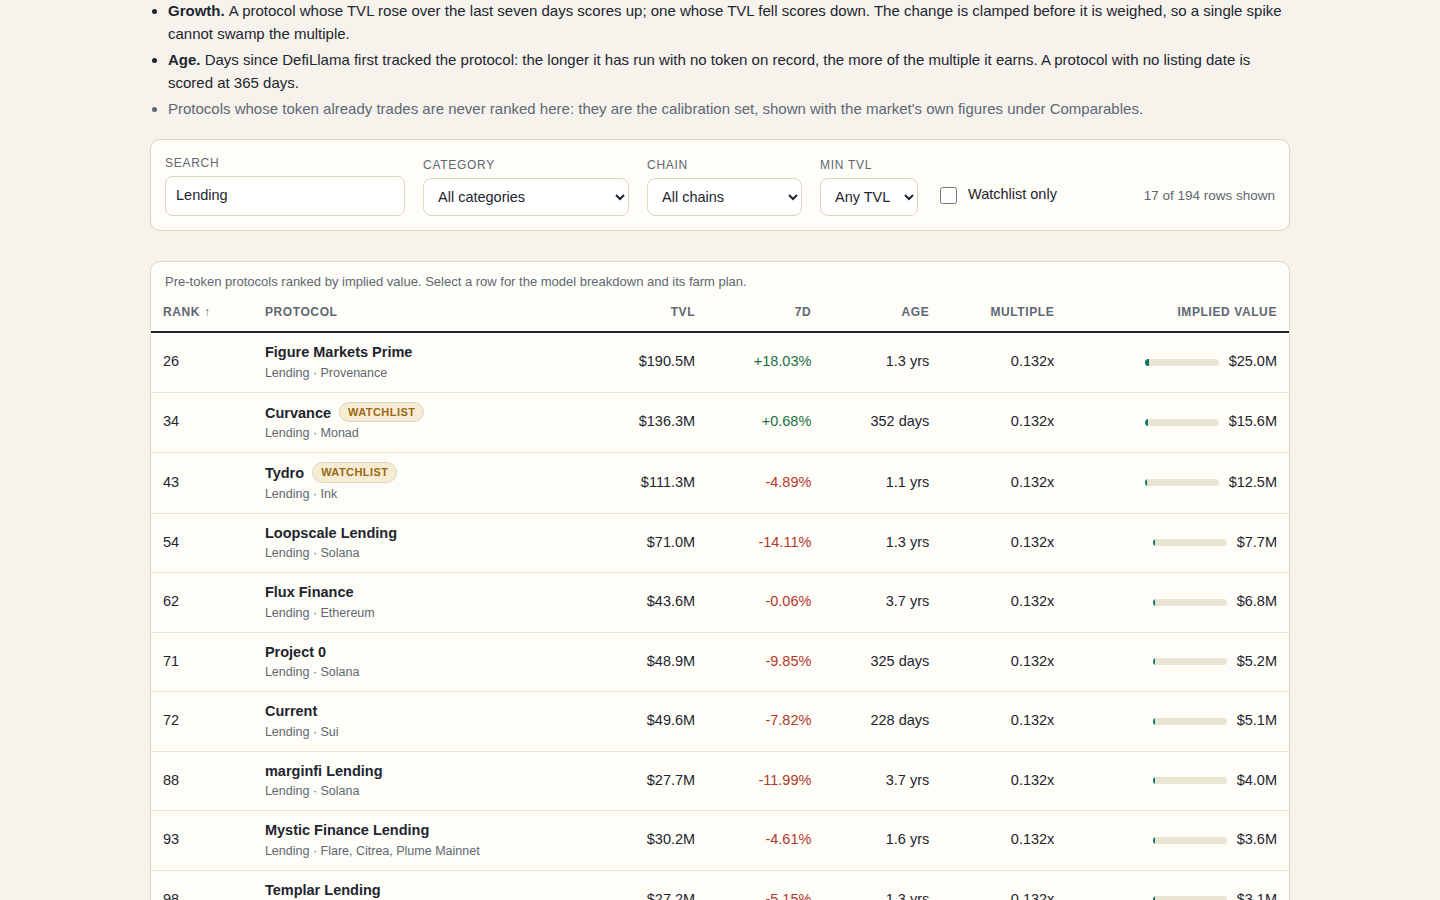 Growth. A protocol whose TVL rose over the last seven days scores up; one whose TVL fell scores down. The change is clamped before it is weighed, so a single spike
cannot swamp the multiple.
Age. Days since DefiLlama first tracked the protocol: the longer it has run with no token on record, the more of the multiple it earns. A protocol with no listing date is
scored at 365 days.
Protocols whose token already trades are never ranked here: they are the calibration set, shown with the market's own figures under Comparables.
SEARCH CATEGORY CHAIN MIN TVL
Lending All categories All chains Any TVL Watchlist only 17 of 194 rows shown
Pre-token protocols ranked by implied value. Select a row for the model breakdown and its farm plan.
RANK ↑ PROTOCOL TVL 7D AGE MULTIPLE IMPLIED VALUE
26 Figure Markets Prime $190.5M +18.03% 1.3 yrs 0.132x $25.0M
Lending · Provenance
34 Curvance WATCHLIST $136.3M +0.68% 352 days 0.132x $15.6M
Lending · Monad
43 Tydro WATCHLIST $111.3M -4.89% 1.1 yrs 0.132x $12.5M
Lending · Ink
54 Loopscale Lending $71.0M -14.11% 1.3 yrs 0.132x $7.7M
Lending · Solana
62 Flux Finance $43.6M -0.06% 3.7 yrs 0.132x $6.8M
Lending · Ethereum
71 Project 0 $48.9M -9.85% 325 days 0.132x $5.2M
Lending · Solana
72 Current $49.6M -7.82% 228 days 0.132x $5.1M
Lending · Sui
88 marginfi Lending $27.7M -11.99% 3.7 yrs 0.132x $4.0M
Lending · Solana
93 Mystic Finance Lending $30.2M -4.61% 1.6 yrs 0.132x $3.6M
Lending · Flare, Citrea, Plume Mainnet
98 Templar Lending $27.2M -5.15% 1.3 yrs 0.132x $3.1M